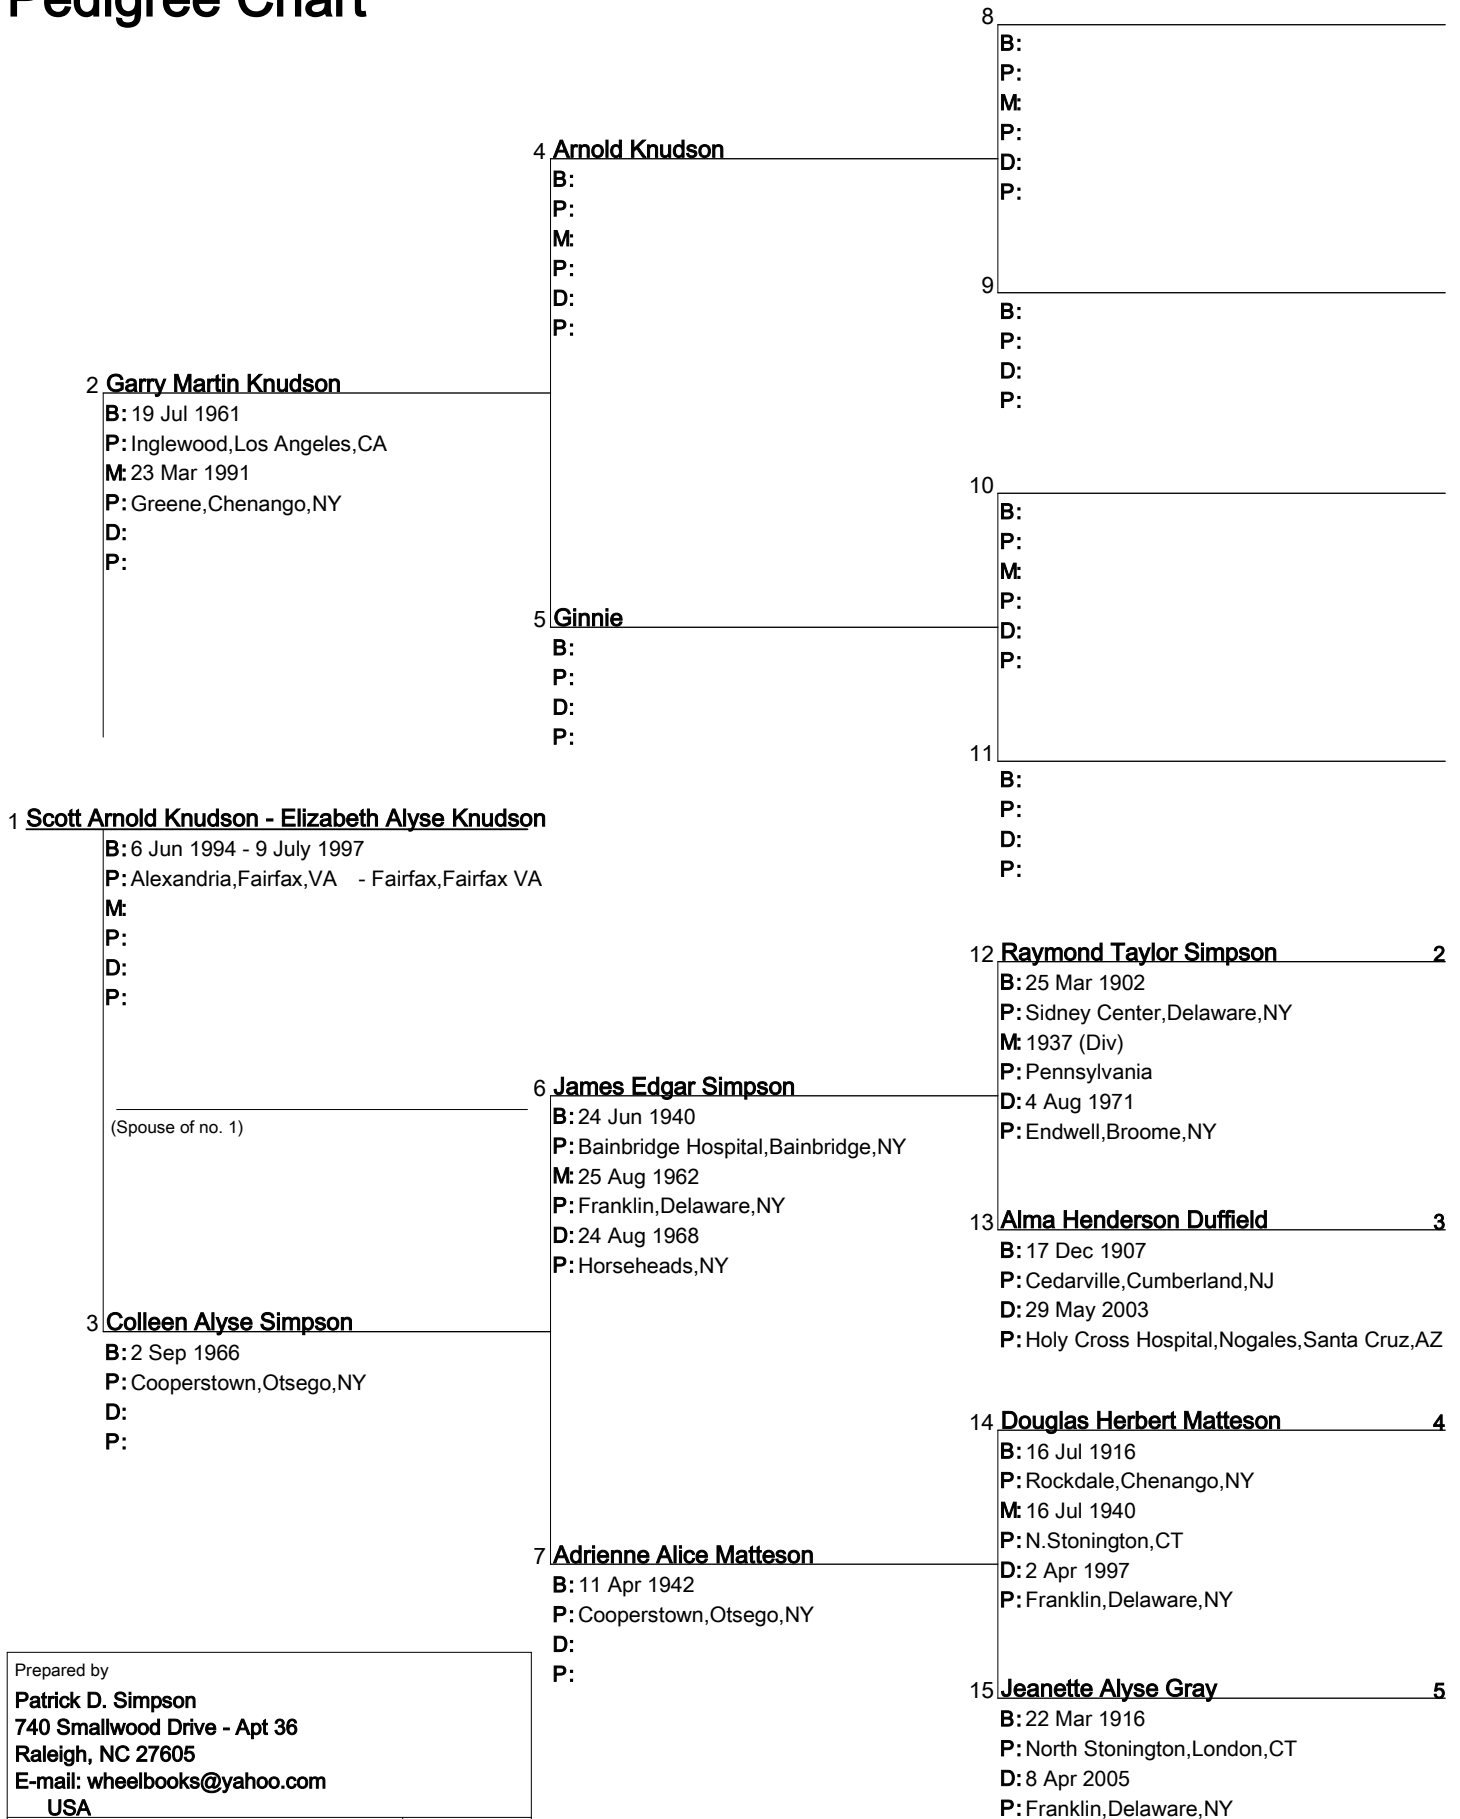 Pedigree Chart
8
B:
P:
M:
P:
D:
P:
4 Arnold Knudson
B:
P:
M:
P:
D:
P:
9
B:
P:
D:
P:
2 Garry Martin Knudson
B: 19 Jul 1961
P: Inglewood,Los Angeles,CA
M: 23 Mar 1991
P: Greene,Chenango,NY
D:
P:
10
B:
P:
M:
P:
D:
P:
5 Ginnie
B:
P:
D:
P:
11
B:
P:
D:
P:
1 Scott Arnold Knudson - Elizabeth Alyse Knudson
B: 6 Jun 1994 - 9 July 1997
P: Alexandria,Fairfax,VA - Fairfax,Fairfax VA
M:
P:
D:
P:
(Spouse of no. 1)
12 Raymond Taylor Simpson 2
B: 25 Mar 1902
P: Sidney Center,Delaware,NY
M: 1937 (Div)
P: Pennsylvania
D: 4 Aug 1971
P: Endwell,Broome,NY
6 James Edgar Simpson
B: 24 Jun 1940
P: Bainbridge Hospital,Bainbridge,NY
M: 25 Aug 1962
P: Franklin,Delaware,NY
D: 24 Aug 1968
P: Horseheads,NY
13 Alma Henderson Duffield 3
B: 17 Dec 1907
P: Cedarville,Cumberland,NJ
D: 29 May 2003
P: Holy Cross Hospital,Nogales,Santa Cruz,AZ
3 Colleen Alyse Simpson
B: 2 Sep 1966
P: Cooperstown,Otsego,NY
D:
P:
14 Douglas Herbert Matteson 4
B: 16 Jul 1916
P: Rockdale,Chenango,NY
M: 16 Jul 1940
P: N.Stonington,CT
D: 2 Apr 1997
P: Franklin,Delaware,NY
7 Adrienne Alice Matteson
B: 11 Apr 1942
P: Cooperstown,Otsego,NY
D:
P:
15 Jeanette Alyse Gray 5
B: 22 Mar 1916
P: North Stonington,London,CT
D: 8 Apr 2005
P: Franklin,Delaware,NY
Prepared by
Patrick D. Simpson
740 Smallwood Drive - Apt 36
Raleigh, NC 27605
E-mail: wheelbooks@yahoo.com
USA